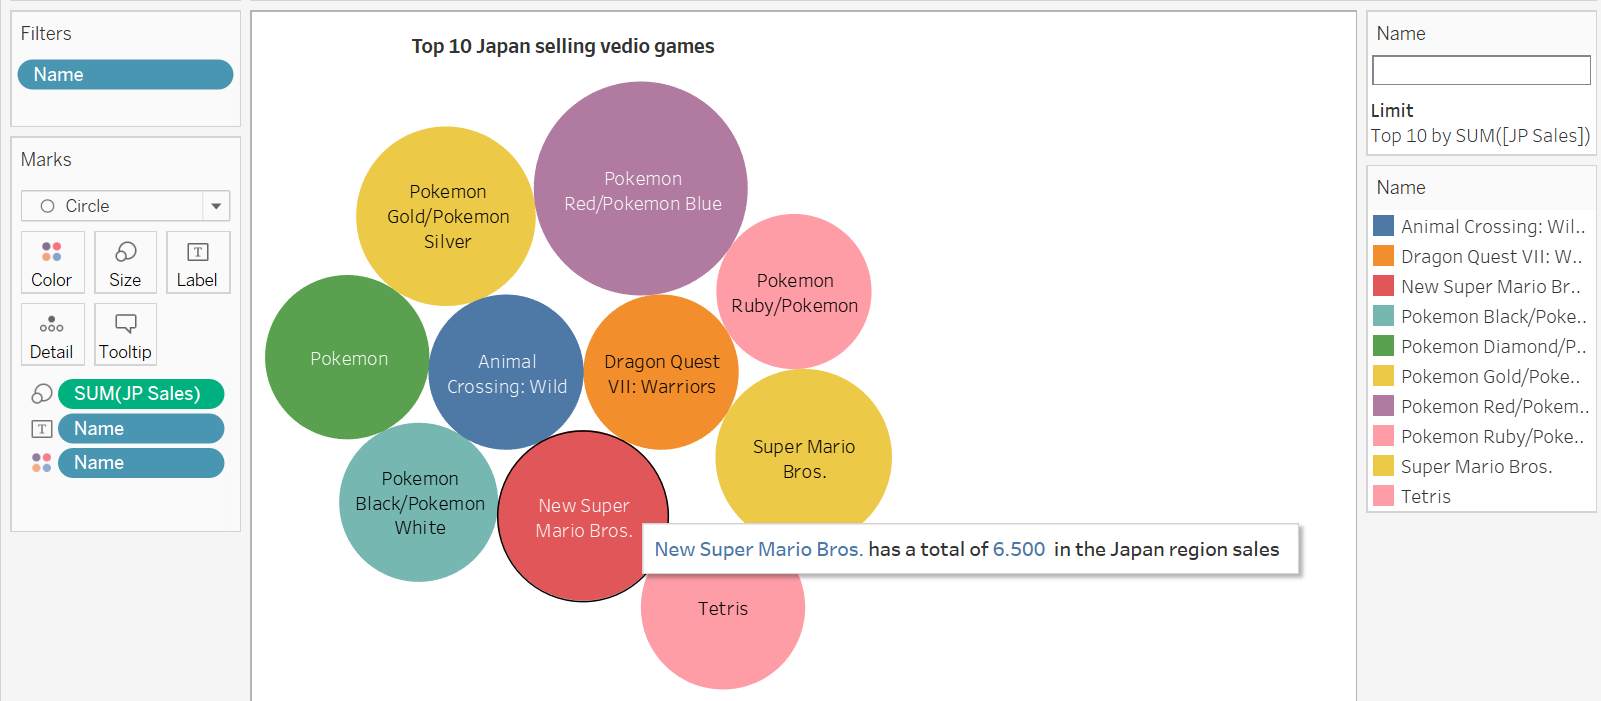 Filters
Name
Marks
Circle
Color
Size
Label
Detail
Tooltip
SUM(JP Sales)
Name
Name
Top 10 Japan selling vedio games
Pokemon
Gold/Pokemon
Silver
Pokemon
Red/Pokemon Blue
Pokemon
Ruby/Pokemon
Pokemon
Animal
Crossing: Wild
Dragon Quest
VII: Warriors
Super Mario
Bros.
Pokemon
Black/Pokemon
White
New Super
Mario Bros.
New Super Mario Bros. has a total of 6.500 in the Japan region sales
Tetris
Name
Limit
Top 10 by SUM([JP Sales])
Name
Animal Crossing: Wil..
Dragon Quest VII: W..
New Super Mario Br..
Pokemon Black/Poke..
Pokemon Diamond/P..
Pokemon Gold/Poke..
Pokemon Red/Pokem..
Pokemon Ruby/Poke..
Super Mario Bros.
Tetris